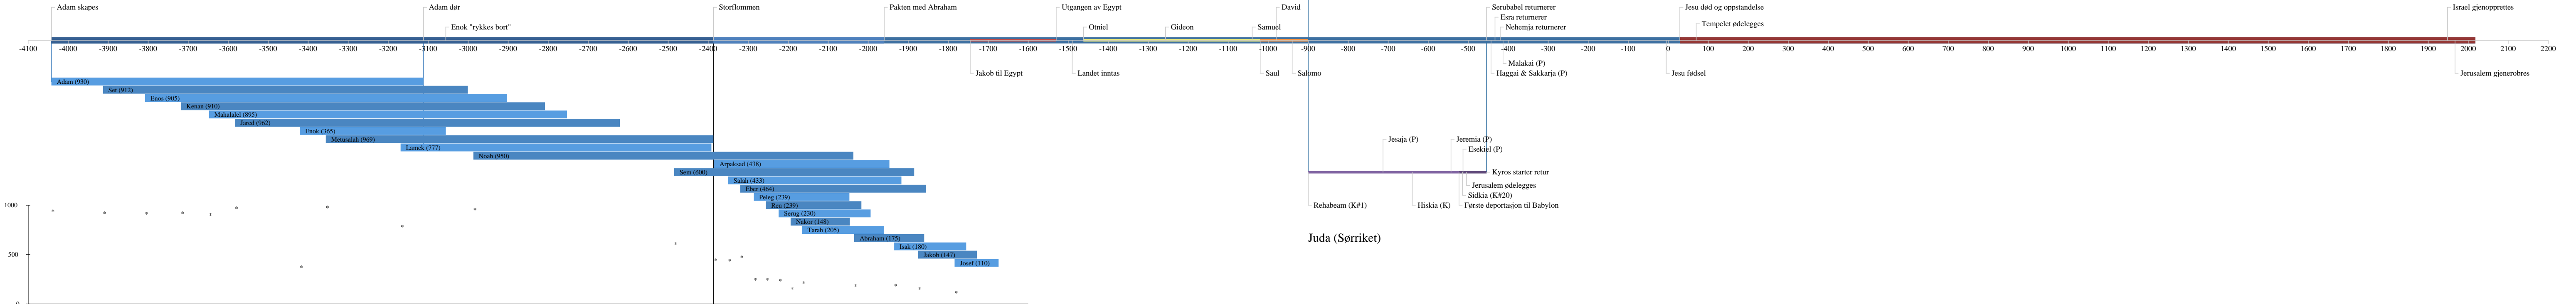 Adam skapes
Adam dør
Storflommen
Pakten med Abraham
Utgangen av Egypt
David
Serubabel returnerer
Jesu død og oppstandelse
Israel gjenopprettes
Esra returnerer
Tempelet ødelegges
Enok "rykkes bort"
Otniel
Gideon
Samuel
Nehemja returnerer
-4100 -4000 -3900 -3800 -3700 -3600 -3500 -3400 -3300 -3200 -3100 -3000 -2900 -2800 -2700 -2600 -2500 -2400 -2300 -2200 -2100 -2000 -1900 -1800 -1700 -1600 -1500 -1400 -1300 -1200 -1100 -1000 -900 -800 -700 -600 -500 -400 -300 -200 -100 0 100 200 300 400 500 600 700 800 900 1000 1100 1200 1300 1400 1500 1600 1700 1800 1900 2000 2100 2200
Malakai (P)
Jakob til Egypt
Landet inntas
Saul
Salomo
Haggai & Sakkarja (P)
Jesu fødsel
Jerusalem gjenerobres
Adam (930)
Set (912)
Enos (905)
Kenan (910)
Mahalalel (895)
Jared (962)
Enok (365)
Metusalah (969)
Lamek (777)
Noah (950)
Arpaksad (438)
Sem (600)
Salah (433)
Eber (464)
Peleg (239)
Reu (239)
Serug (230)
Nakor (148)
Tarah (205)
Abraham (175)
Isak (180)
Jakob (147)
Josef (110)
Jesaja (P)
Jeremia (P)
Esekiel (P)
Kyros starter retur
Jerusalem ødelegges
Sidkia (K#20)
Rehabeam (K#1)
Hiskia (K)
Første deportasjon til Babylon
Juda (Sørriket)
1000
500
0